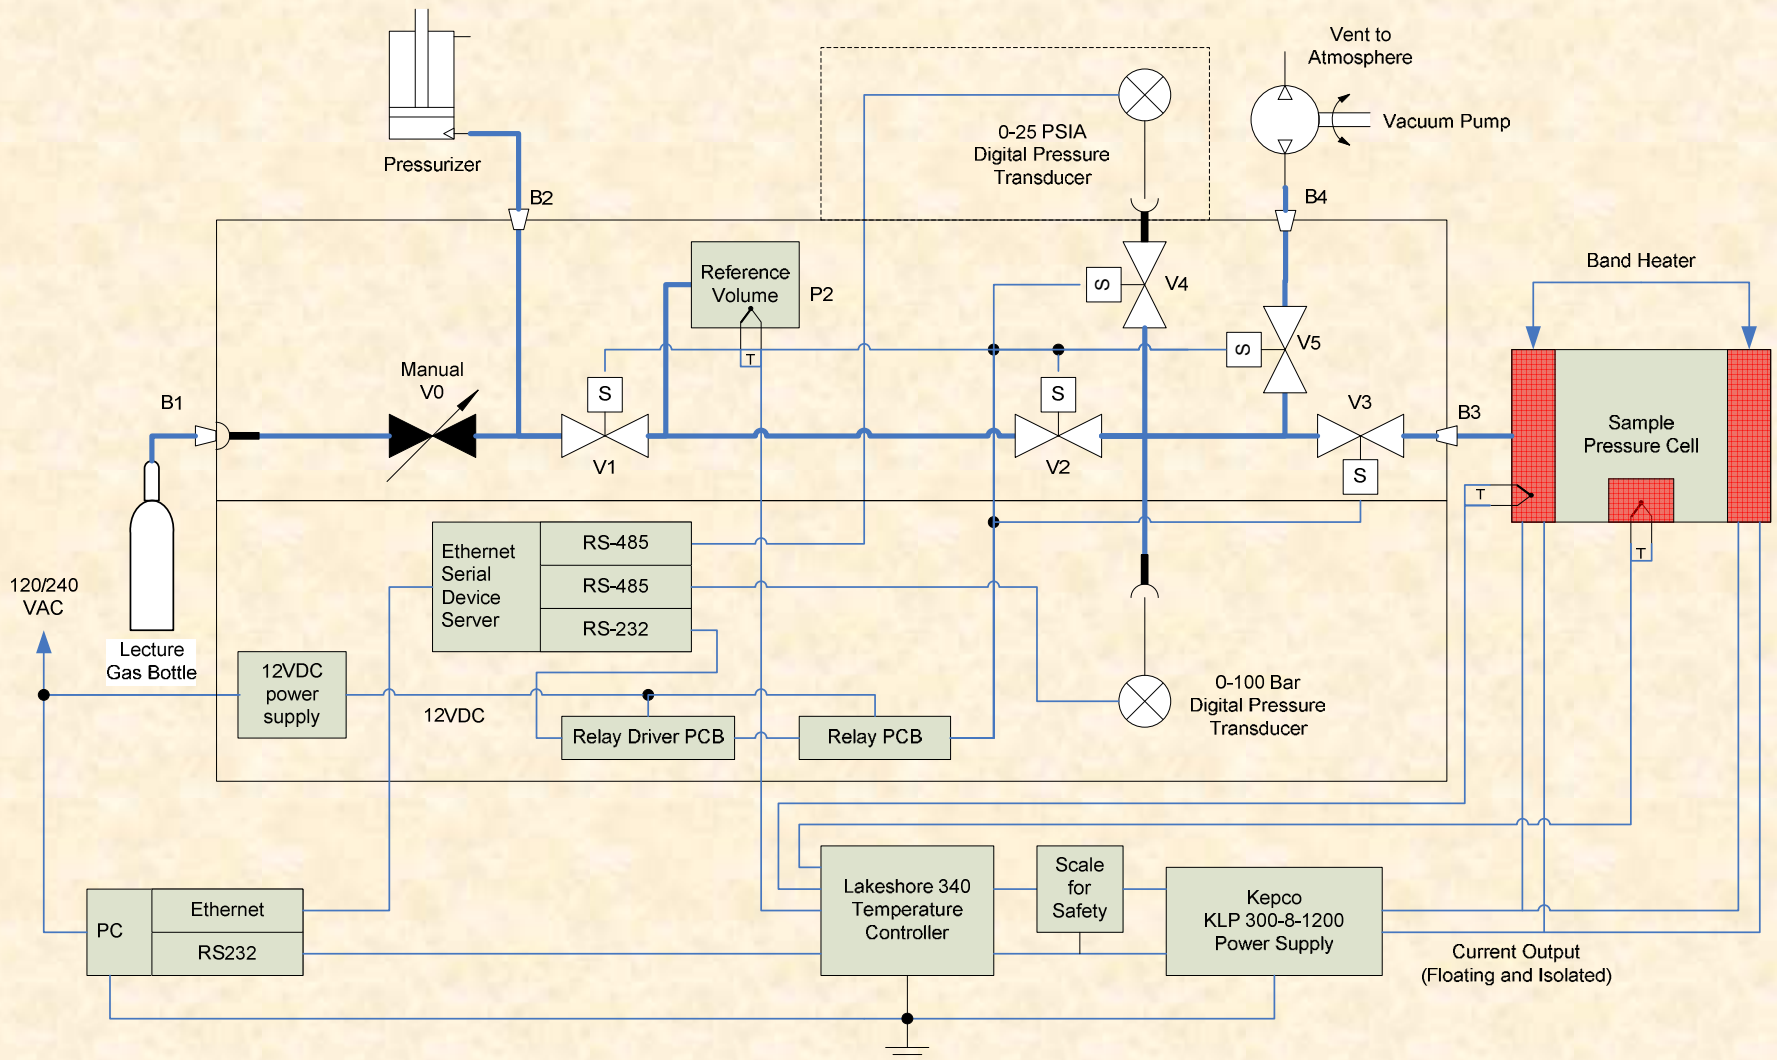 Pressurizer
B2
0-25 PSIA
Digital Pressure
Transducer
Vent to
Atmosphere
Vacuum Pump
B4
Band Heater
Reference
Volume
P2
T
S
V4
S
V5
Manual
V0
B1
S
V1
S
V2
V3
S
B3
Sample
Pressure Cell
T
T
Lecture
Gas Bottle
120/240
VAC
Ethernet
Serial
Device
Server
RS-485
RS-485
RS-232
12VDC
power
supply
12VDC
Relay Driver PCB
Relay PCB
0-100 Bar
Digital Pressure
Transducer
PC
Ethernet
RS232
Lakeshore 340
Temperature
Controller
Scale
for
Safety
Kepco
KLP 300-8-1200
Power Supply
Current Output
(Floating and Isolated)